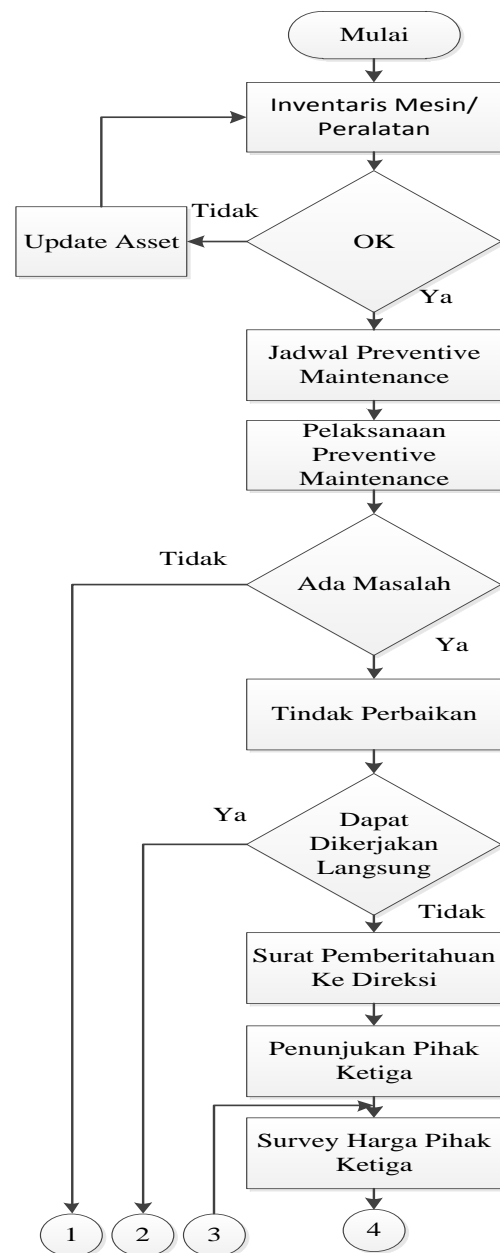 Mulai
Inventaris Mesin/
Peralatan
Tidak
Update Asset
OK
Ya
Jadwal Preventive
Maintenance
Pelaksanaan
Preventive
Maintenance
Tidak
Ada Masalah
Ya
Tindak Perbaikan
Ya
Dapat
Dikerjakan
Langsung
Tidak
Surat Pemberitahuan
Ke Direksi
Penunjukan Pihak
Ketiga
Survey Harga Pihak
Ketiga
1
2
3
4